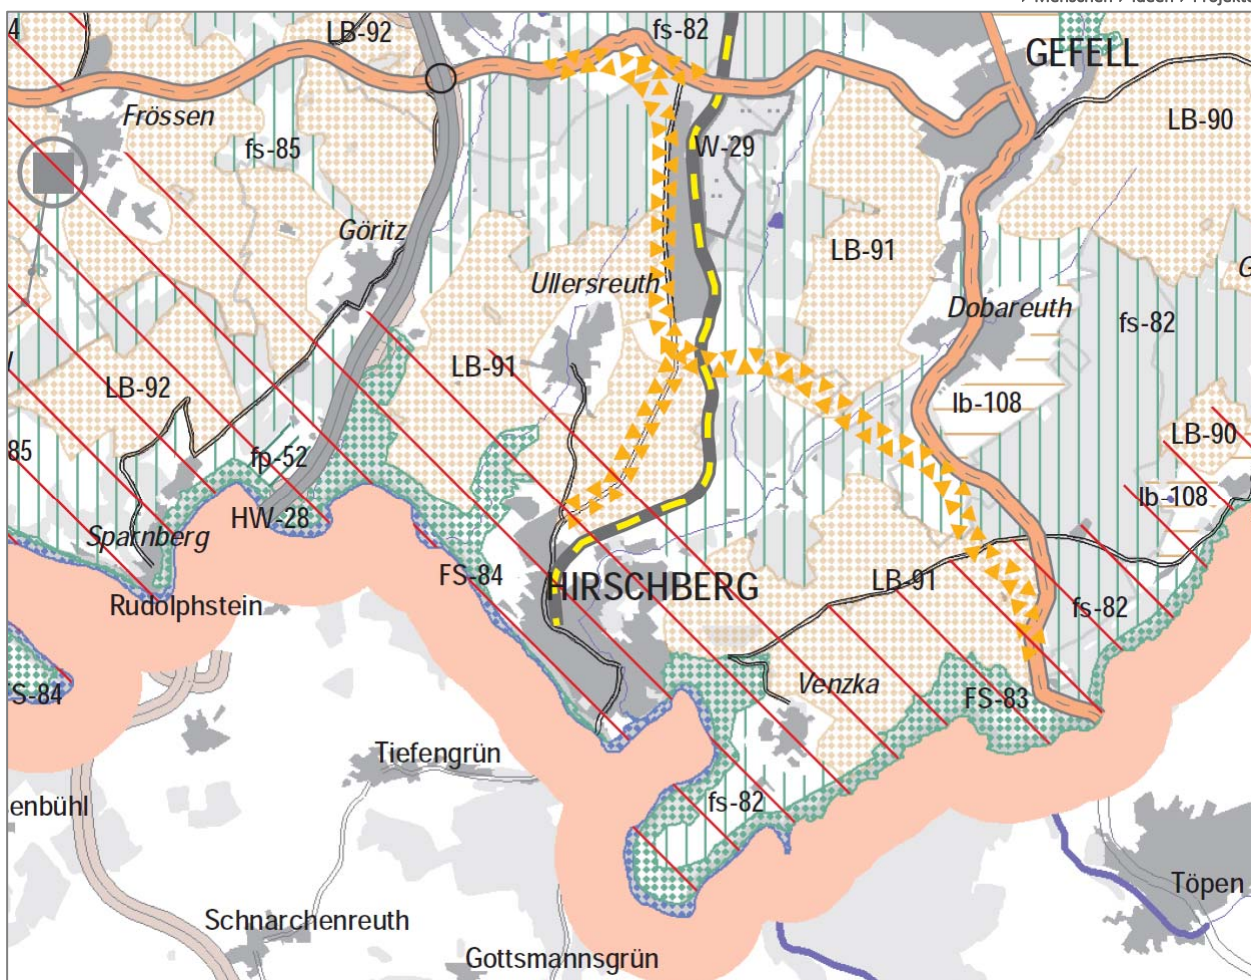 4
LB-92
fs-82
GEFELL
Frössen
LB-90
fs-85
W-29
Göritz
LB-91
Ullersreuth
G
Dobareuth
fs-82
LB-91
LB-92
lb-108
LB-90
85
fp-52
lb-108
HW-28
Sparnberg
FS-84
HIRSCHBERG
LB-91
Rudolphstein
fs-82
Venzka
FS-83
S-84
Tiefengrün
enbühl
fs-82
Töpen
Schnarchenreuth
Gottsmannsgrün